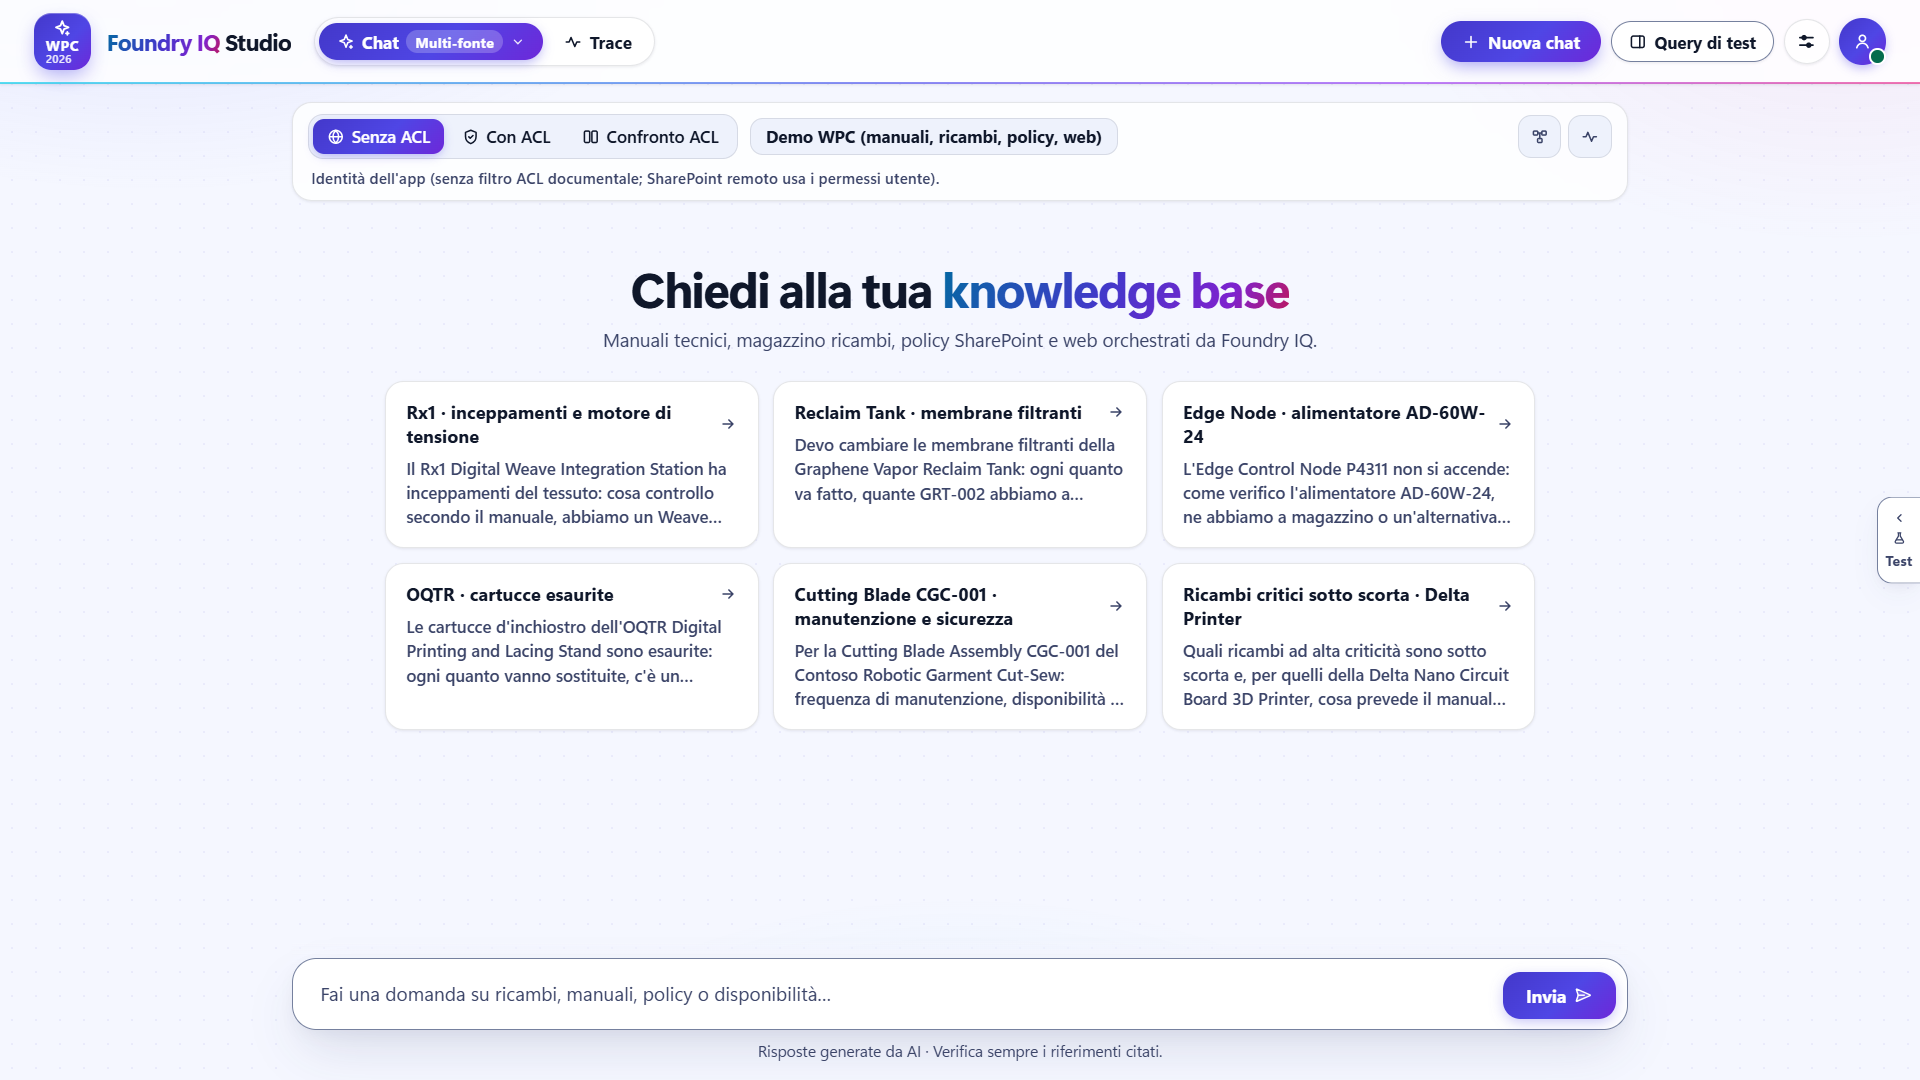 WPC
2026
Foundry IQ Studio
Chat
Multi-fonte
Trace
Nuova chat
Query di test
Senza ACL
Con ACL
Confronto ACL
Demo WPC (manuali, ricambi, policy, web)
Identità dell'app (senza filtro ACL documentale; SharePoint remoto usa i permessi utente).
Chiedi alla tua knowledge base
Manuali tecnici, magazzino ricambi, policy SharePoint e web orchestrati da Foundry IQ.
Rx1 · inceppamenti e motore di
tensione
Il Rx1 Digital Weave Integration Station ha
inceppamenti del tessuto: cosa controllo
secondo il manuale, abbiamo un Weave...
Reclaim Tank · membrane filtranti
Devo cambiare le membrane filtranti della
Graphene Vapor Reclaim Tank: ogni quanto
va fatto, quante GRT-002 abbiamo a...
Edge Node · alimentatore AD-60W-
24
L'Edge Control Node P4311 non si accende:
come verifico l'alimentatore AD-60W-24,
ne abbiamo a magazzino o un'alternativa...
Test
OQTR · cartucce esaurite
Le cartucce d'inchiostro dell'OQTR Digital
Printing and Lacing Stand sono esaurite:
ogni quanto vanno sostituite, c'è un...
Cutting Blade CGC-001 ·
manutenzione e sicurezza
Per la Cutting Blade Assembly CGC-001 del
Contoso Robotic Garment Cut-Sew:
frequenza di manutenzione, disponibilità ...
Ricambi critici sotto scorta · Delta
Printer
Quali ricambi ad alta criticità sono sotto
scorta e, per quelli della Delta Nano Circuit
Board 3D Printer, cosa prevede il manual...
Fai una domanda su ricambi, manuali, policy o disponibilità...
Invia
Risposte generate da AI · Verifica sempre i riferimenti citati.